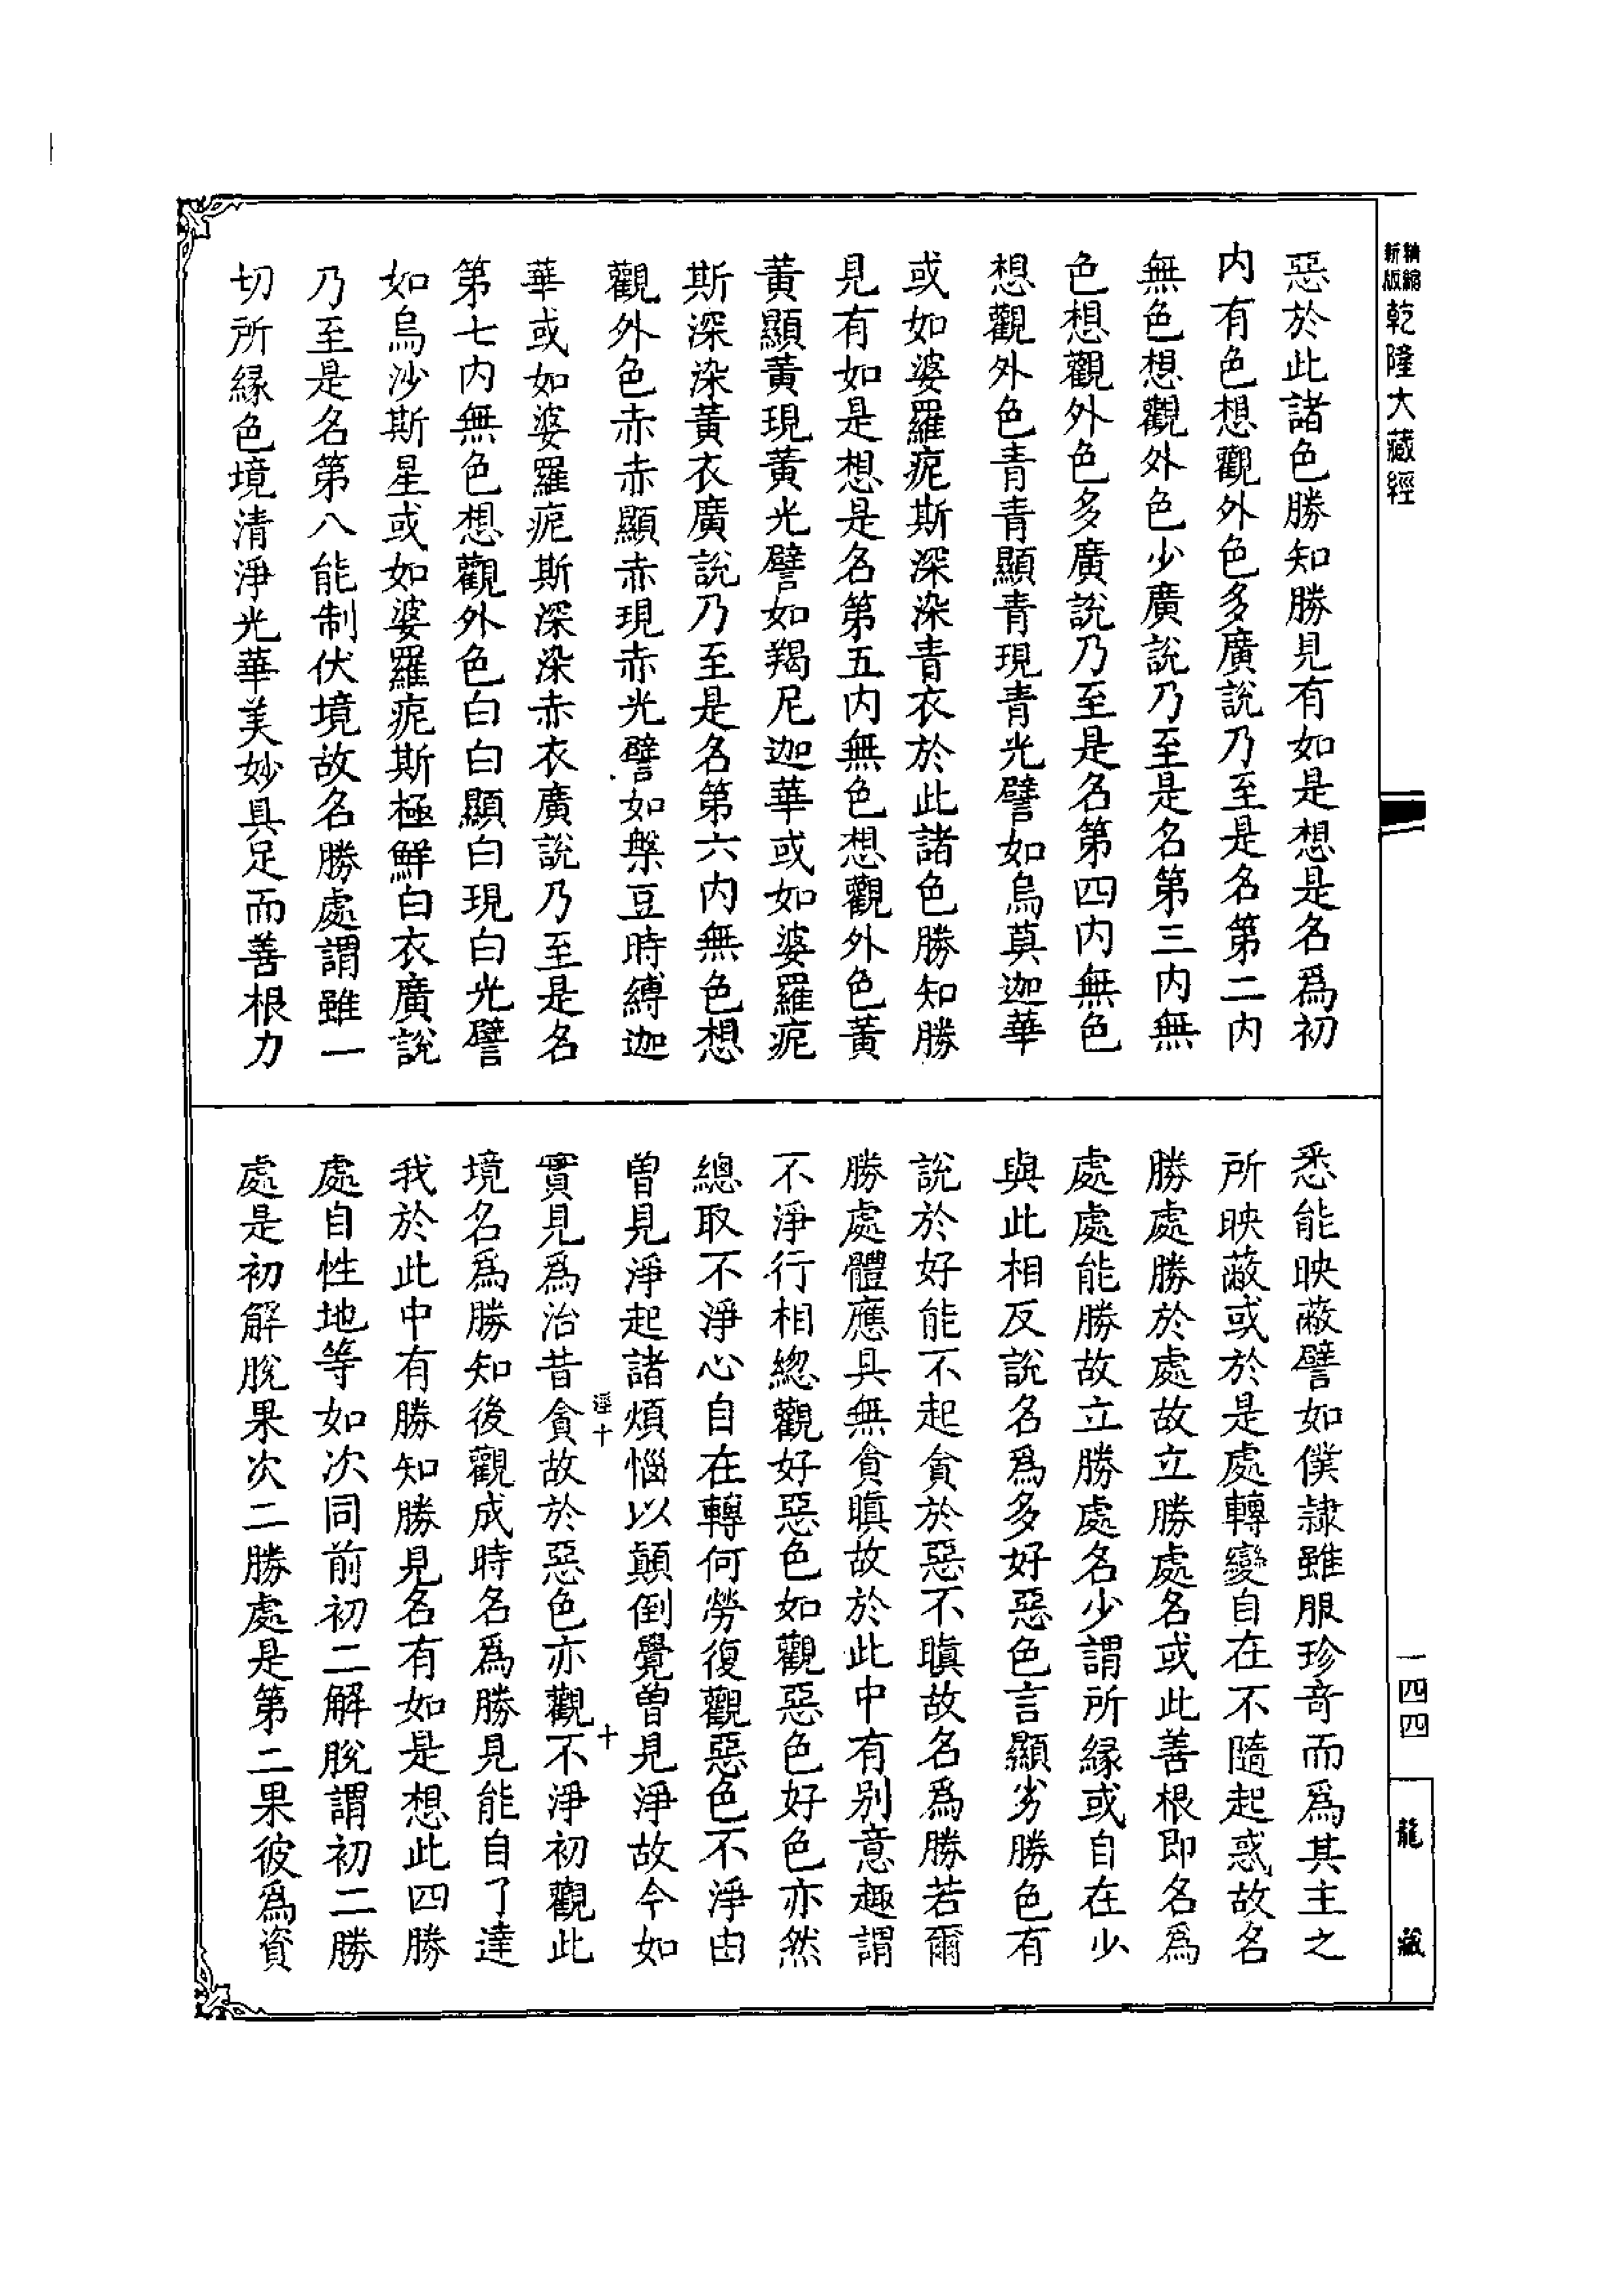 精縮新版乾隆大藏經
惡於此諸色勝知勝見有如是想是名爲初
内有色想觀外色多廣說乃至是名第二内
無色想觀外色少廣說乃至是名第三内無
色想觀外色多廣說乃至是名第四内無色
想觀外色青青顯青現青光譬如烏莫迦華
或如婆羅痆斯深染青衣於此諸色勝知勝
見有如是想是名第五内無色想觀外色黃
黃顯黃現黃光譬如羯尼迦華或如婆羅痆
斯深染黃衣廣說乃至是名第六内無色想
觀外色赤赤顯赤現赤光譬如槃豆時縛迦
華或如婆羅痆斯深染赤衣廣說乃至是名
第七内無色想觀外色白白顯白現白光譬
如烏沙斯星或如婆羅痆斯極鮮白衣廣說
乃至是名第八能制伏境故名勝處謂雖一
切所緣色境清淨光華美妙具足而善根力
悉能映蔽譬如僕隷雖服珍竒而爲其主之
所映蔽或於是處轉變自在不隨起惑故名
勝處勝於處故立勝處名或此善根即名爲
處處能勝故立勝處名少謂所緣或自在少
與此相反說名爲多好惡色言顯劣勝色有
說於好能不起貪於惡不瞋故名爲勝若爾
勝處體應具無貪瞋故於此中有别意趣謂
不淨行相總觀好惡色如觀惡色好色亦然
總取不淨心自在轉何勞復觀惡色不淨由
曾見淨起諸煩惱以顛倒覺曾見淨故今如
逕十
十
實見爲治昔貪故於惡色亦觀不淨初觀此
境名爲勝知後觀成時名爲勝見能自了達
我於此中有勝知勝見名有如是想此四勝
處自性地等如次同前初二解脫謂初二勝
處是初解脫果次二勝處是第二果彼爲資
一四四
龍藏